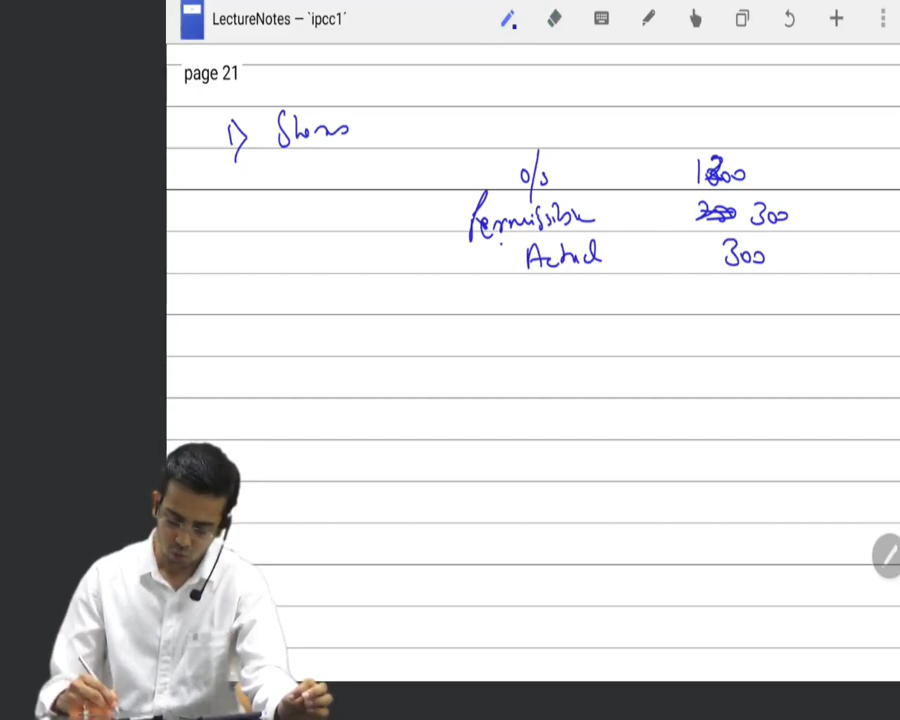 LectureNotes – `ipcc1´
page 21
1) Shares
o/s 1200
Permissible 300
Actual 300